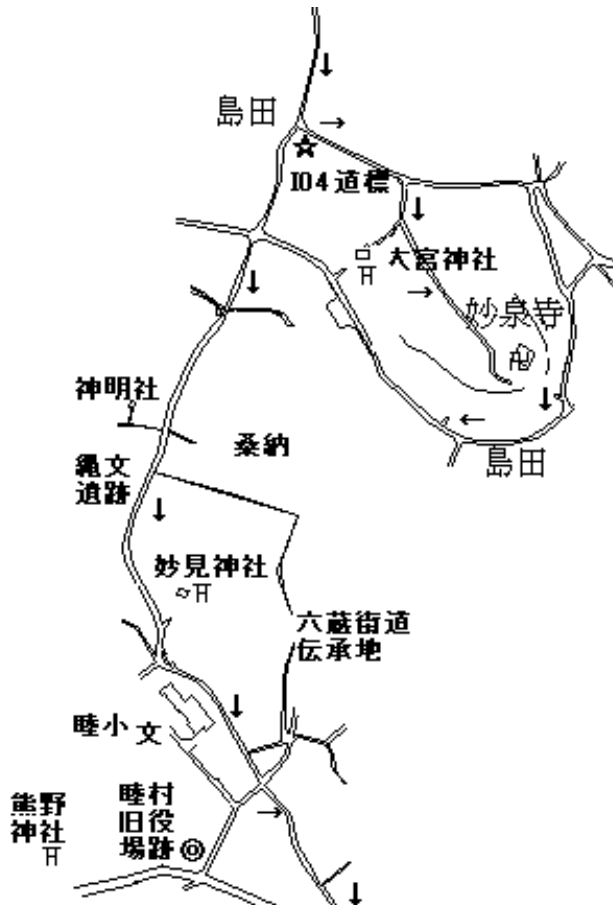 島田
104道標
大宮神社
妙泉寺
神明社
桑納
島田
縄文
遺跡
妙見神社
六蔵街道
伝承地
睦小
文
熊野
神社
睦村
旧役
場跡